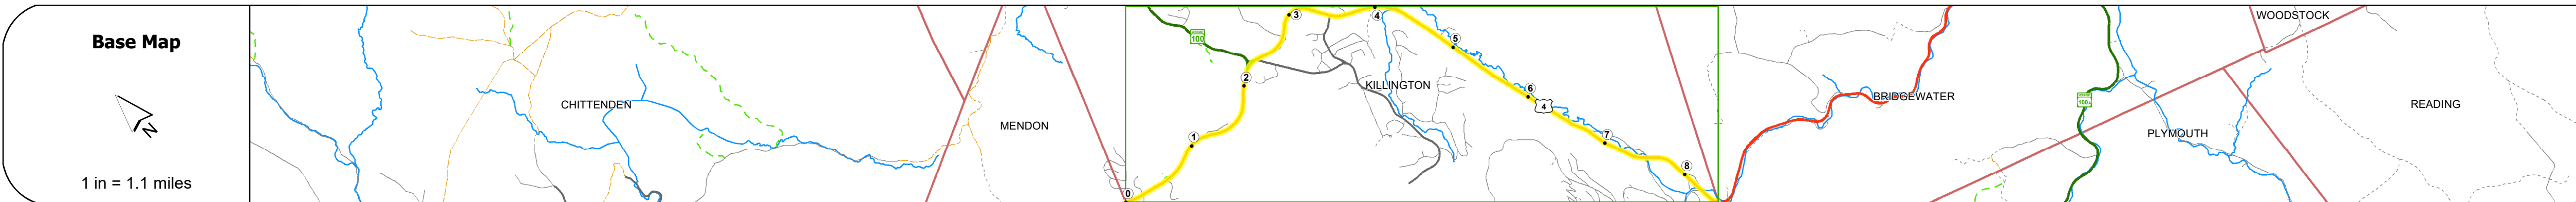 Base Map
N
1 in = 1.1 miles
CHITTENDEN
MENDON
0
1
2
3
4
5
6
7
8
100
4
KILLINGTON
BRIDGEWATER
WOODSTOCK
100A
PLYMOUTH
READING